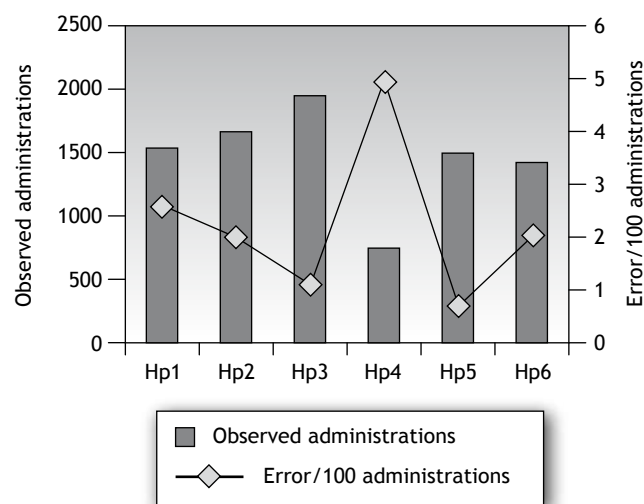 2500
2000
1500
1000
500
0
Observed administrations
6
5
4
3
2
1
0
Error/100 administrations
Hp1 Hp2 Hp3 Hp4 Hp5 Hp6
Observed administrations
Error/100 administrations